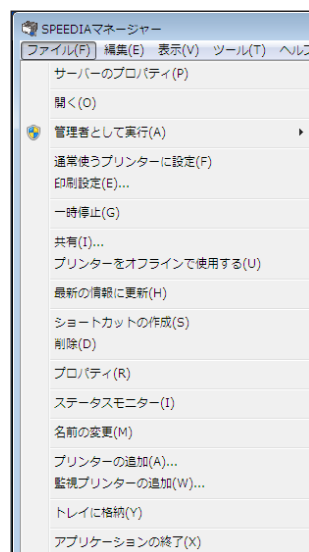 SPEEDIAマネージャー
ファイル(F) 編集(E) 表示(V) ツール(T)
サーバーのプロパティ(P)
開く(O)
管理者として実行(A)
通常使うプリンターに設定(F)
印刷設定(E)...
一時停止(G)
共有(I)...
プリンターをオフラインで使用する(U)
最新の情報に更新(H)
ショートカットの作成(S)
削除(D)
プロパティ(R)
ステータスモニター(I)
名前の変更(M)
プリンターの追加(A)...
監視プリンターの追加(W)...
トレイに格納(Y)
アプリケーションの終了(X)